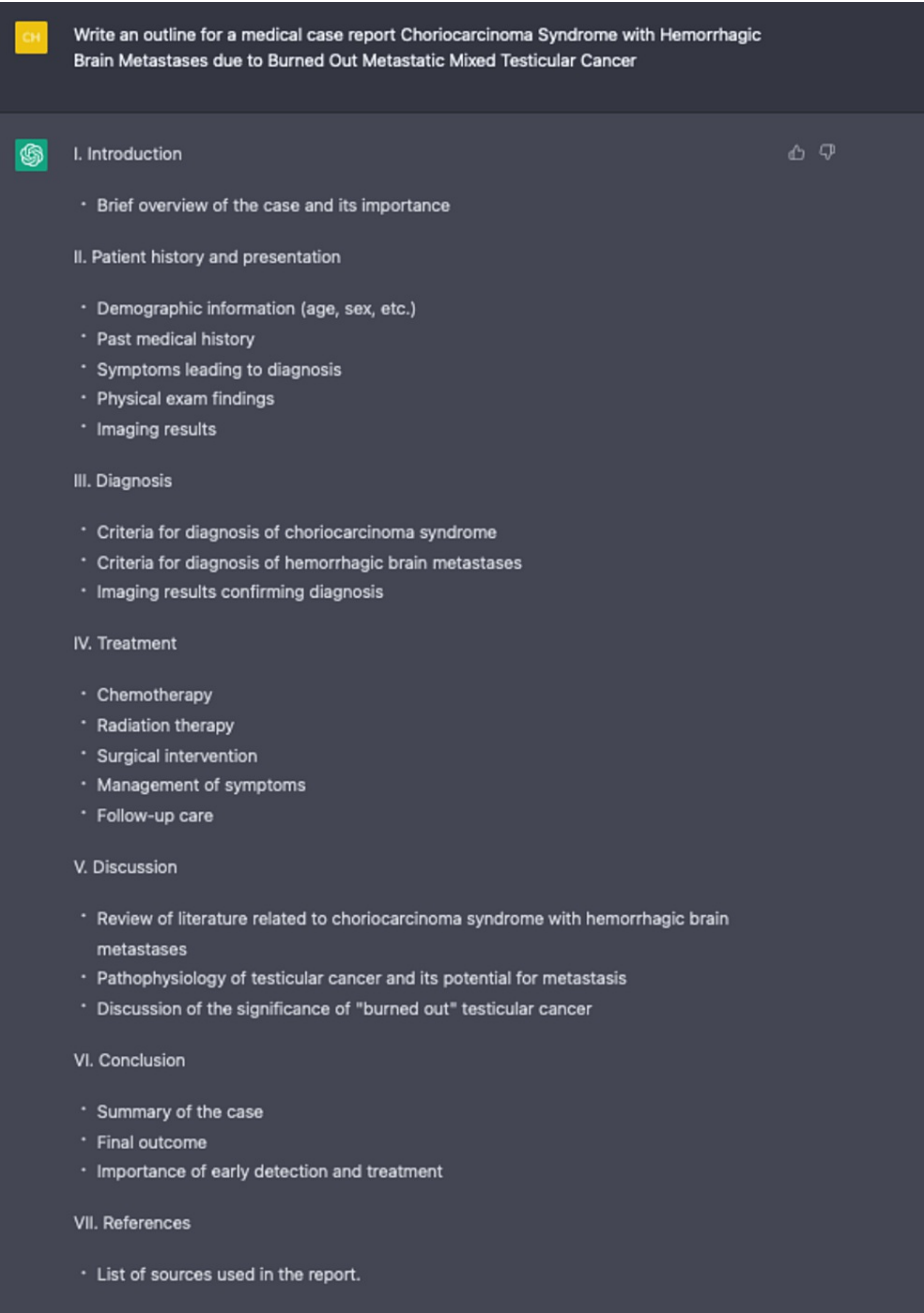 CH
Write an outline for a medical case report Choriocarcinoma Syndrome with Hemorrhagic
Brain Metastases due to Burned Out Metastatic Mixed Testicular Cancer
I. Introduction
• Brief overview of the case and its importance
II. Patient history and presentation
• Demographic information (age, sex, etc.)
• Past medical history
• Symptoms leading to diagnosis
• Physical exam findings
• Imaging results
III. Diagnosis
• Criteria for diagnosis of choriocarcinoma syndrome
• Criteria for diagnosis of hemorrhagic brain metastases
• Imaging results confirming diagnosis
IV. Treatment
• Chemotherapy
• Radiation therapy
• Surgical intervention
• Management of symptoms
• Follow-up care
V. Discussion
• Review of literature related to choriocarcinoma syndrome with hemorrhagic brain
metastases
• Pathophysiology of testicular cancer and its potential for metastasis
• Discussion of the significance of "burned out" testicular cancer
VI. Conclusion
• Summary of the case
• Final outcome
• Importance of early detection and treatment
VII. References
• List of sources used in the report.